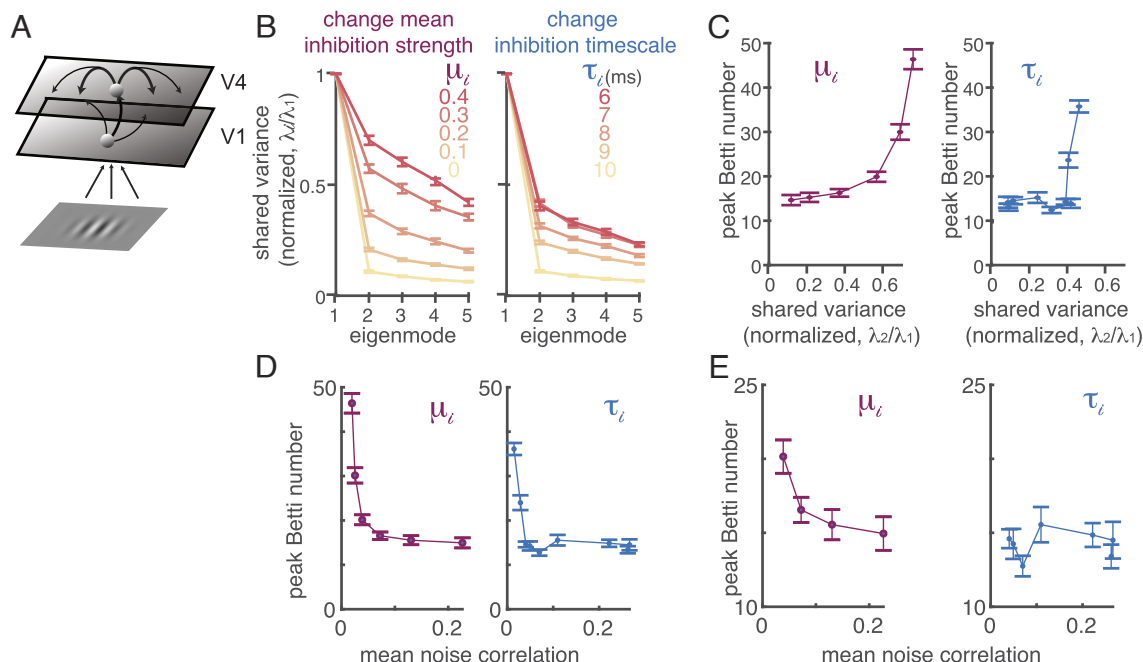 A
V4
V1
B
change mean
inhibition strength
change
inhibition timescale
μi
0.4
0.3
0.2
0.1
0
τi(ms)
6
7
8
9
10
shared variance
(normalized, λi/λ1)
1
0.5
0
1 2 3 4 5
eigenmode
1 2 3 4 5
eigenmode
C
μi
peak Betti number
50
40
30
20
10
0
0 0.2 0.4 0.6
shared variance
(normalized, λ2/λ1)
τi
peak Betti number
50
40
30
20
10
0
0 0.2 0.4 0.6
shared variance
(normalized, λ2/λ1)
D
μi
peak Betti number
50
0
0 0.2
τi
50
0
0 0.2
mean noise correlation
E
μi
peak Betti number
25
10
0 0.2
τi
25
10
0 0.2
mean noise correlation